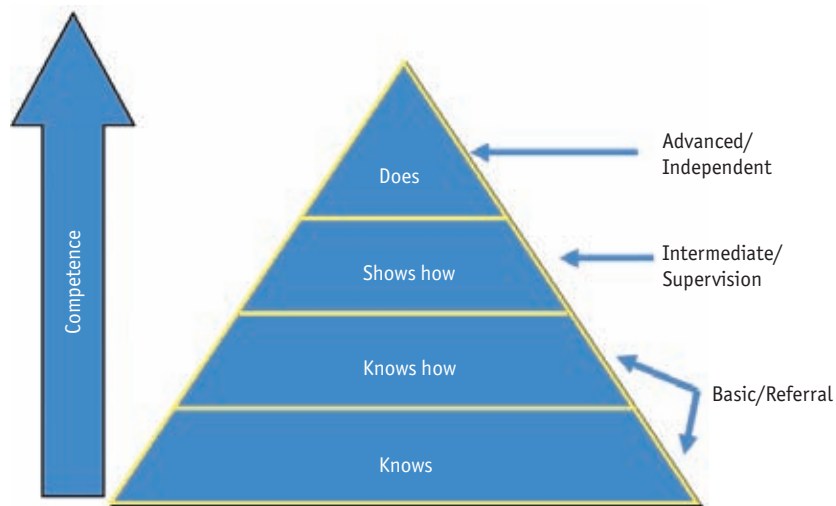 Advanced/
Independent
Does
Intermediate/
Supervision
Shows how
Competence
Knows how
Basic/Referral
Knows